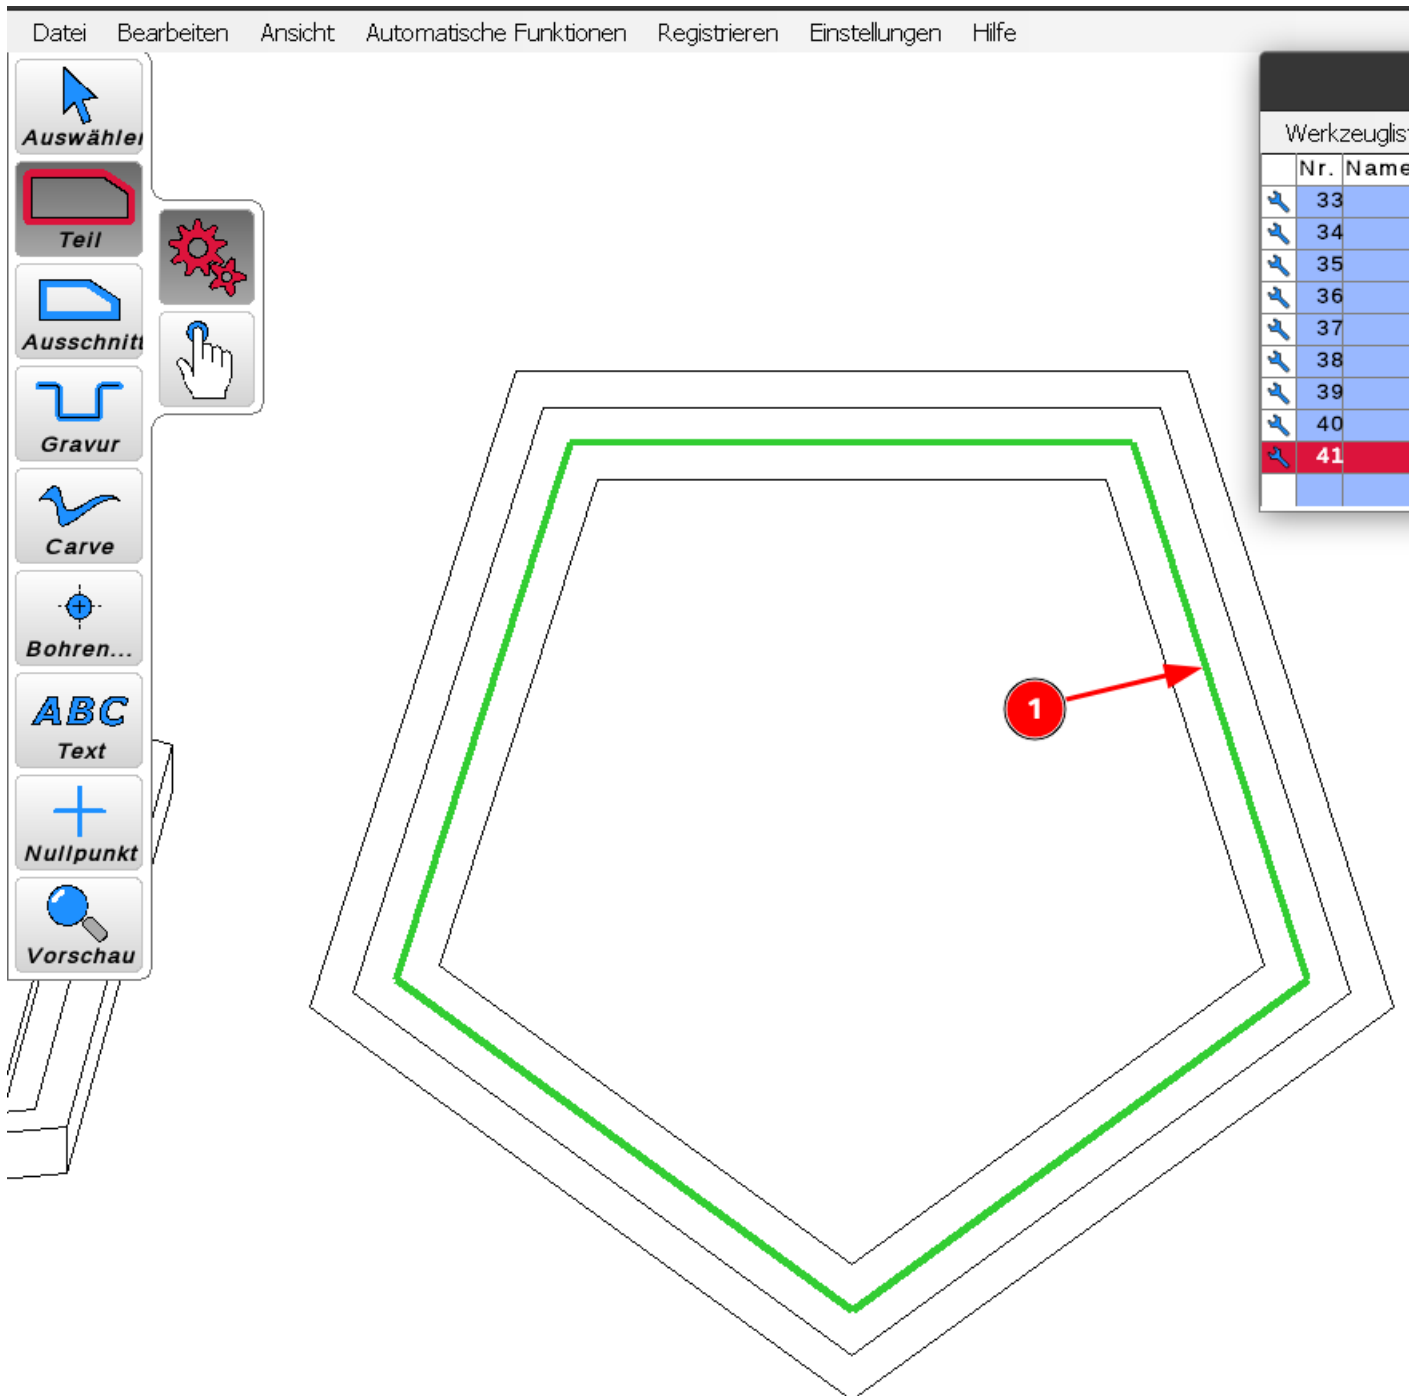 Datei Bearbeiten Ansicht Automatische Funktionen Registrieren Einstellungen Hilfe
Auswähle
Teil
Ausschnitt
Gravur
Carve
Bohren...
ABC
Text
Nullpunkt
Vorschau
1
Werkzeuglis
Nr. Name
33
34
35
36
37
38
39
40
41